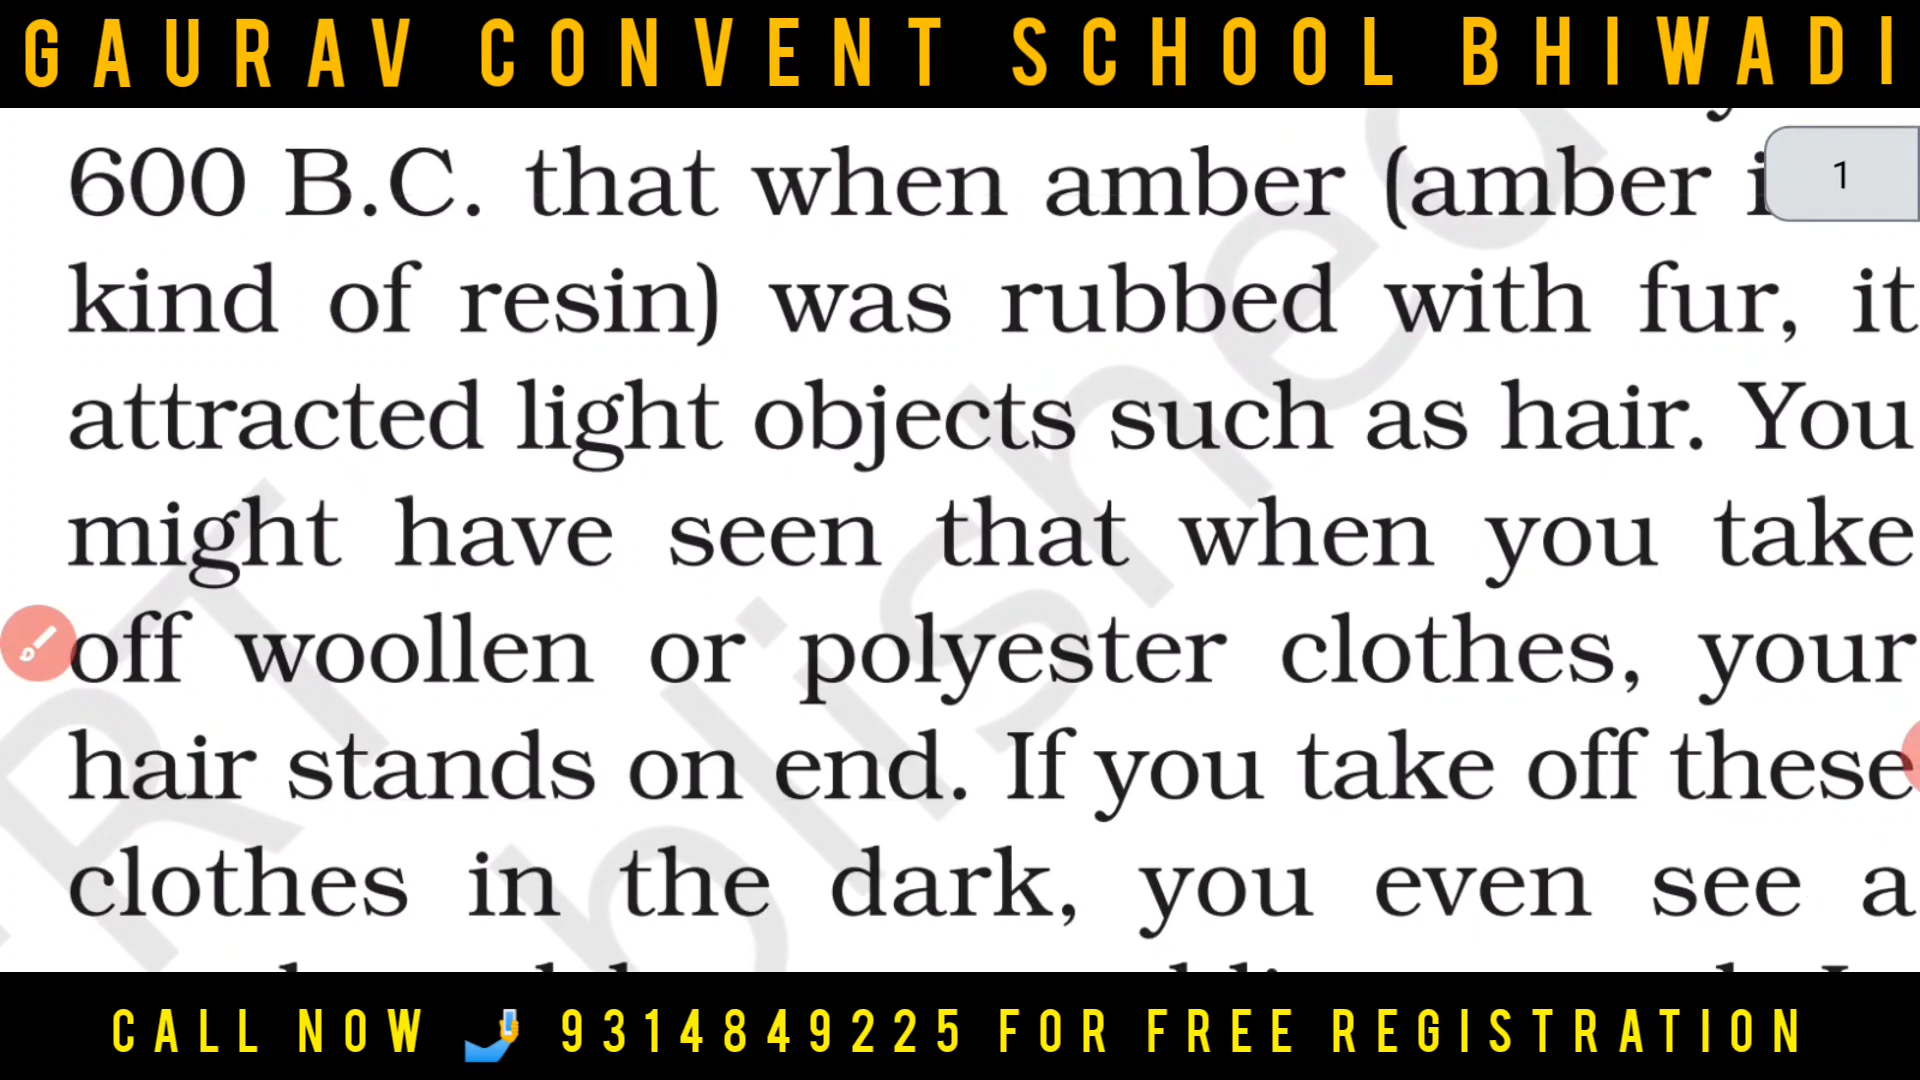 GAURAV CONVENT SCHOOL BHIWADI
600 B.C. that when amber (amber
1
kind of resin) was rubbed with fur, it
attracted light objects such as hair. You
might have seen that when you take
off woollen or polyester clothes, your
hair stands on end. If you take off these
clothes in the dark, you even see a
CALL NOW 9314849225 FOR FREE REGISTRATION